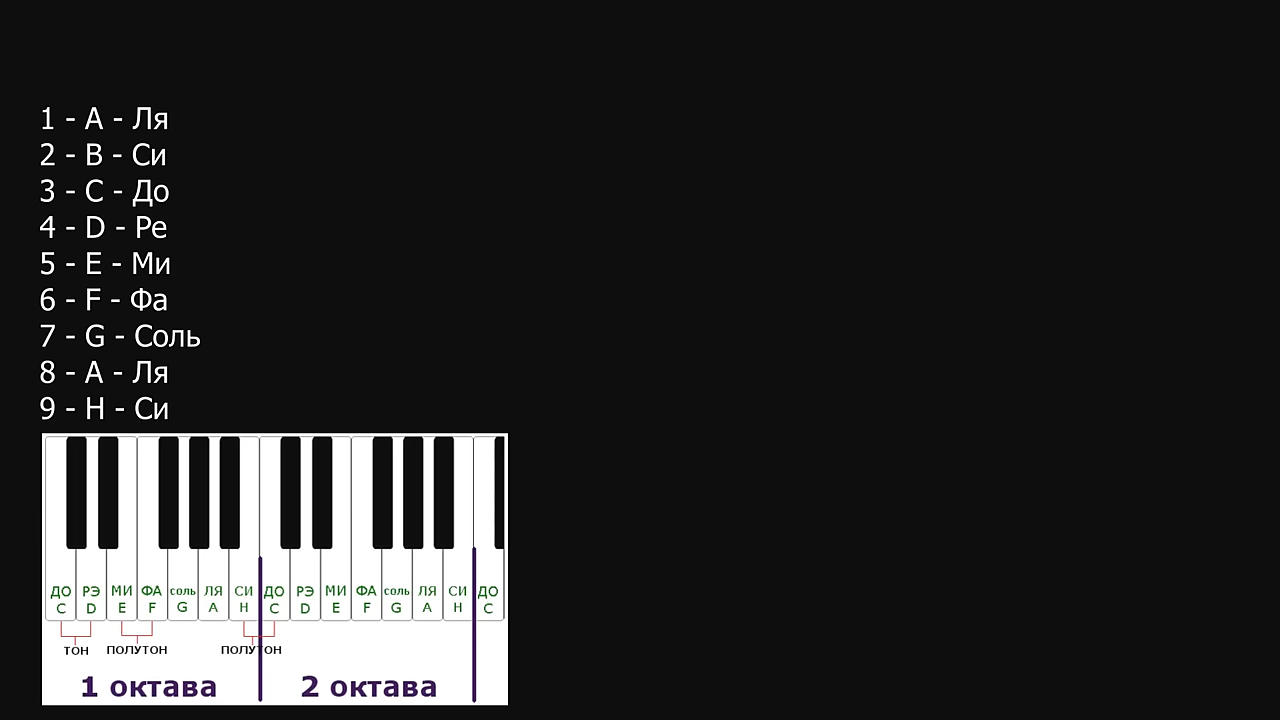 1 - A - Ля
2 - B - Си
3 - C - До
4 - D - Ре
5 - E - Ми
6 - F - Фа
7 - G - Соль
8 - A - Ля
9 - H - Си
ДО РЭ МИ ФА соль ЛЯ СИ ДО РЭ МИ ФА соль ЛЯ СИ ДО
C D E F G A H C D E F G A H C
ТОН ПОЛУТОН ПОЛУТОН
1 октава 2 октава